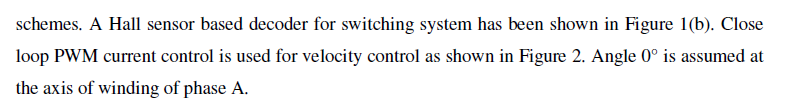 schemes. A Hall sensor based decoder for switching system has been shown in Figure 1(b). Close
loop PWM current control is used for velocity control as shown in Figure 2. Angle 0° is assumed at
the axis of winding of phase A.